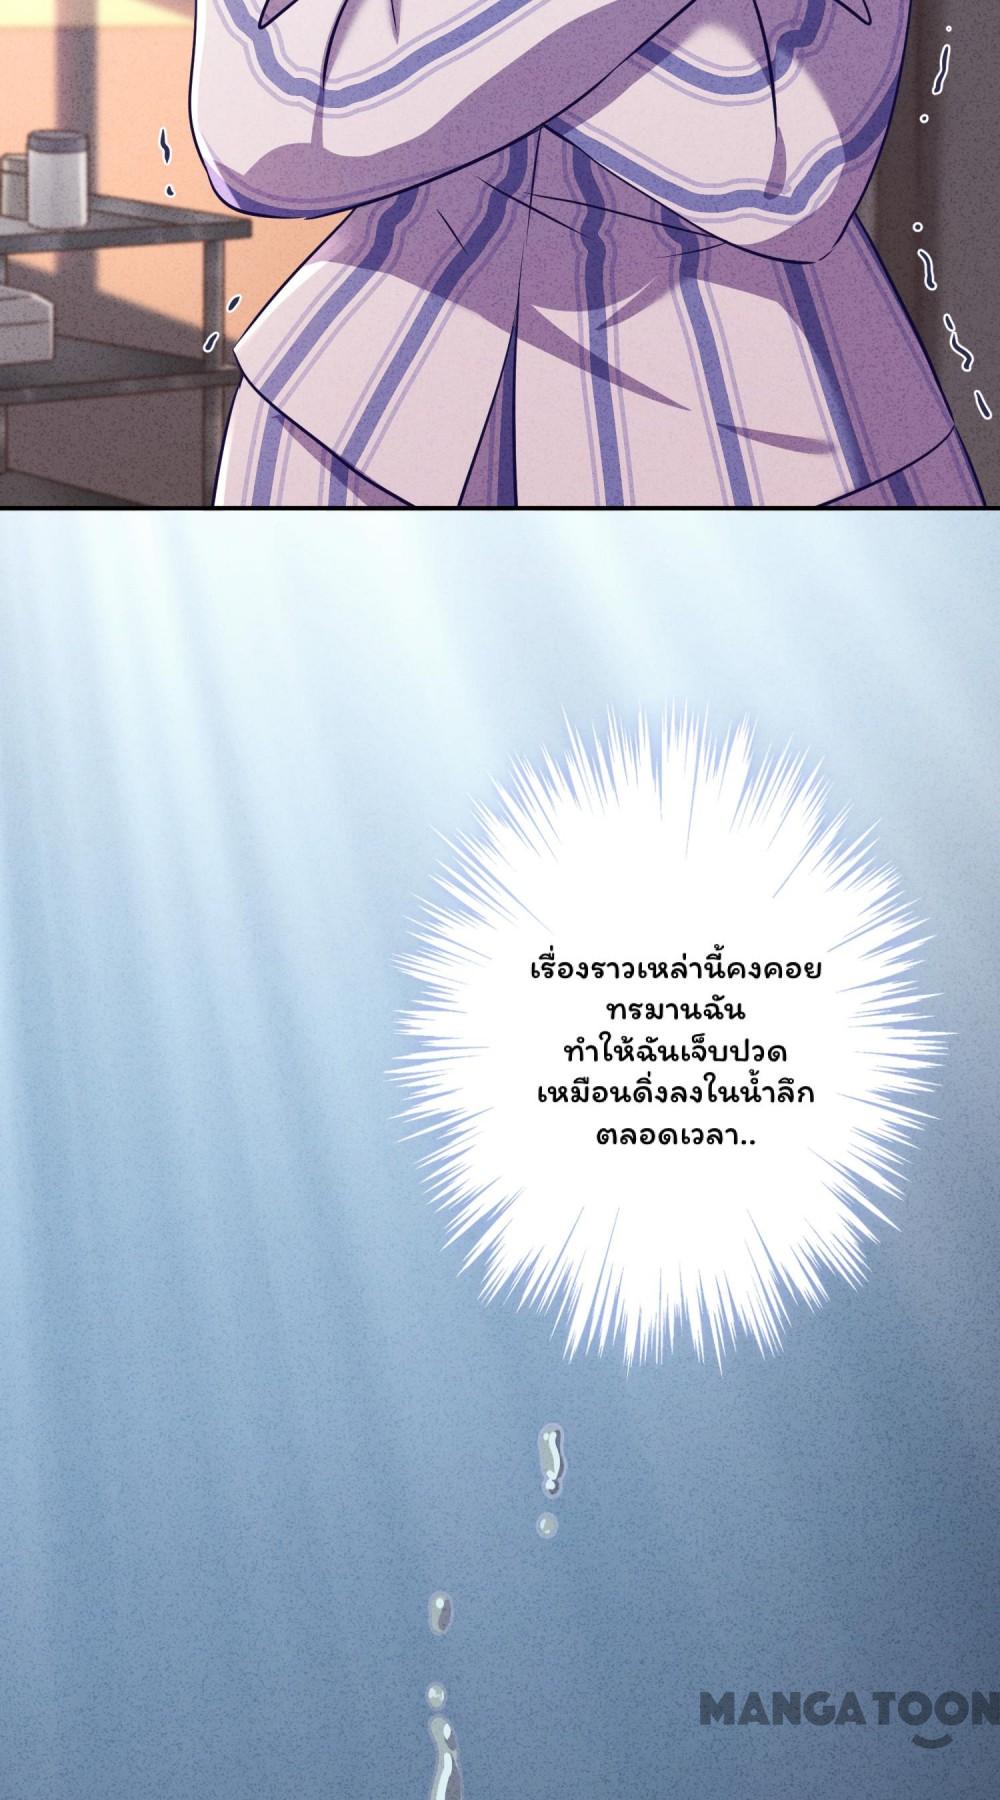 เรื่องราวเหล่านี้คงคอย
ทรมานฉัน
ทำให้ฉันเจ็บปวด
เหมือนดิ่งลงในน้ำลึก
ตลอดเวลา..
MANGATOON